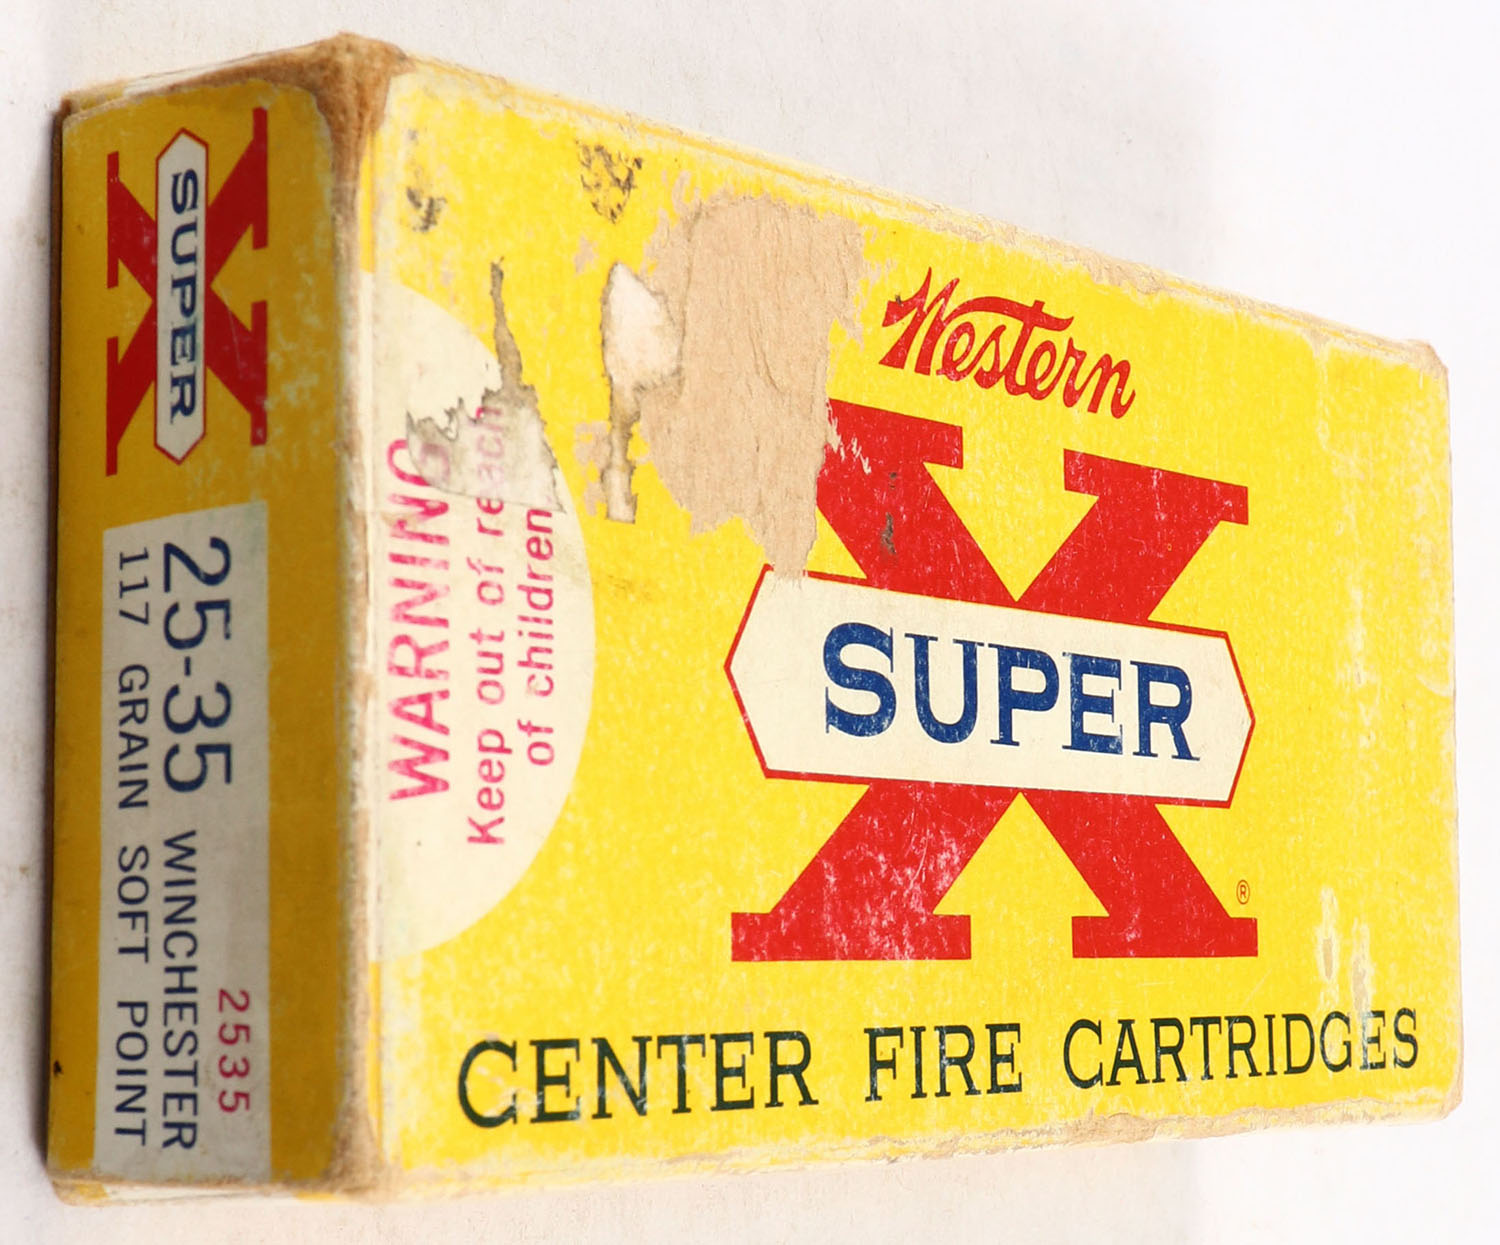 Western
X
SUPER
®
CENTER FIRE CARTRIDGES
WARNING
Keep out of reach
of children
X
SUPER
2535
25-35 WINCHESTER
117 GRAIN SOFT POINT